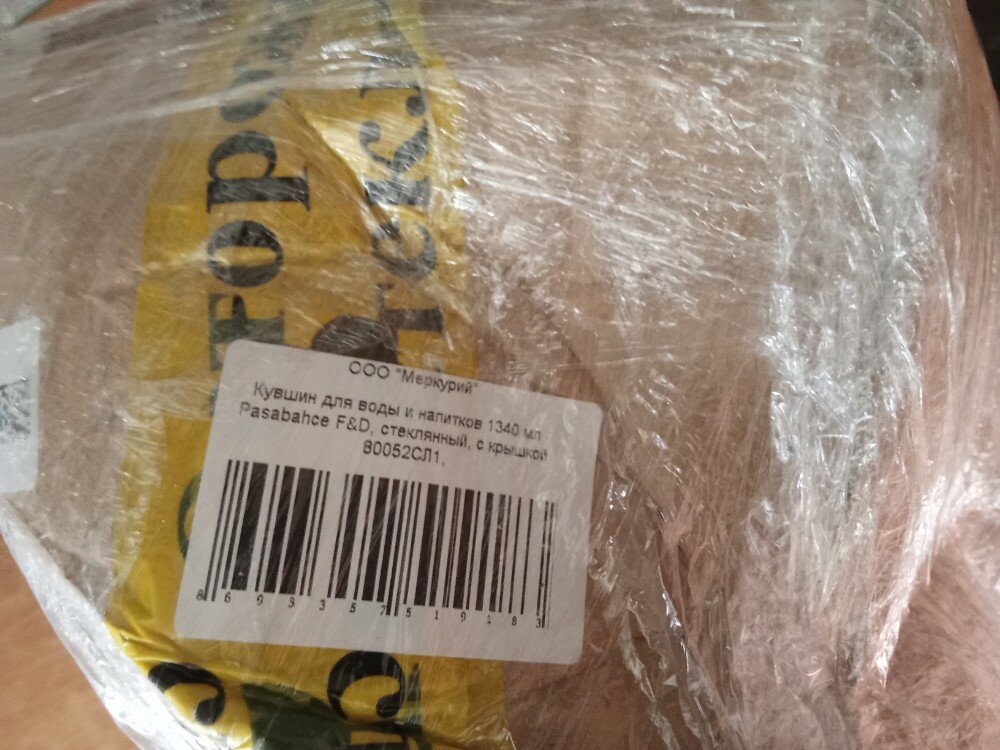 ООО "Меркурий"
Кувшин для воды и напитков 1340 мл
Pasabahce F&D, стеклянный, с крышкой
80052СЛ1,
8693357519183